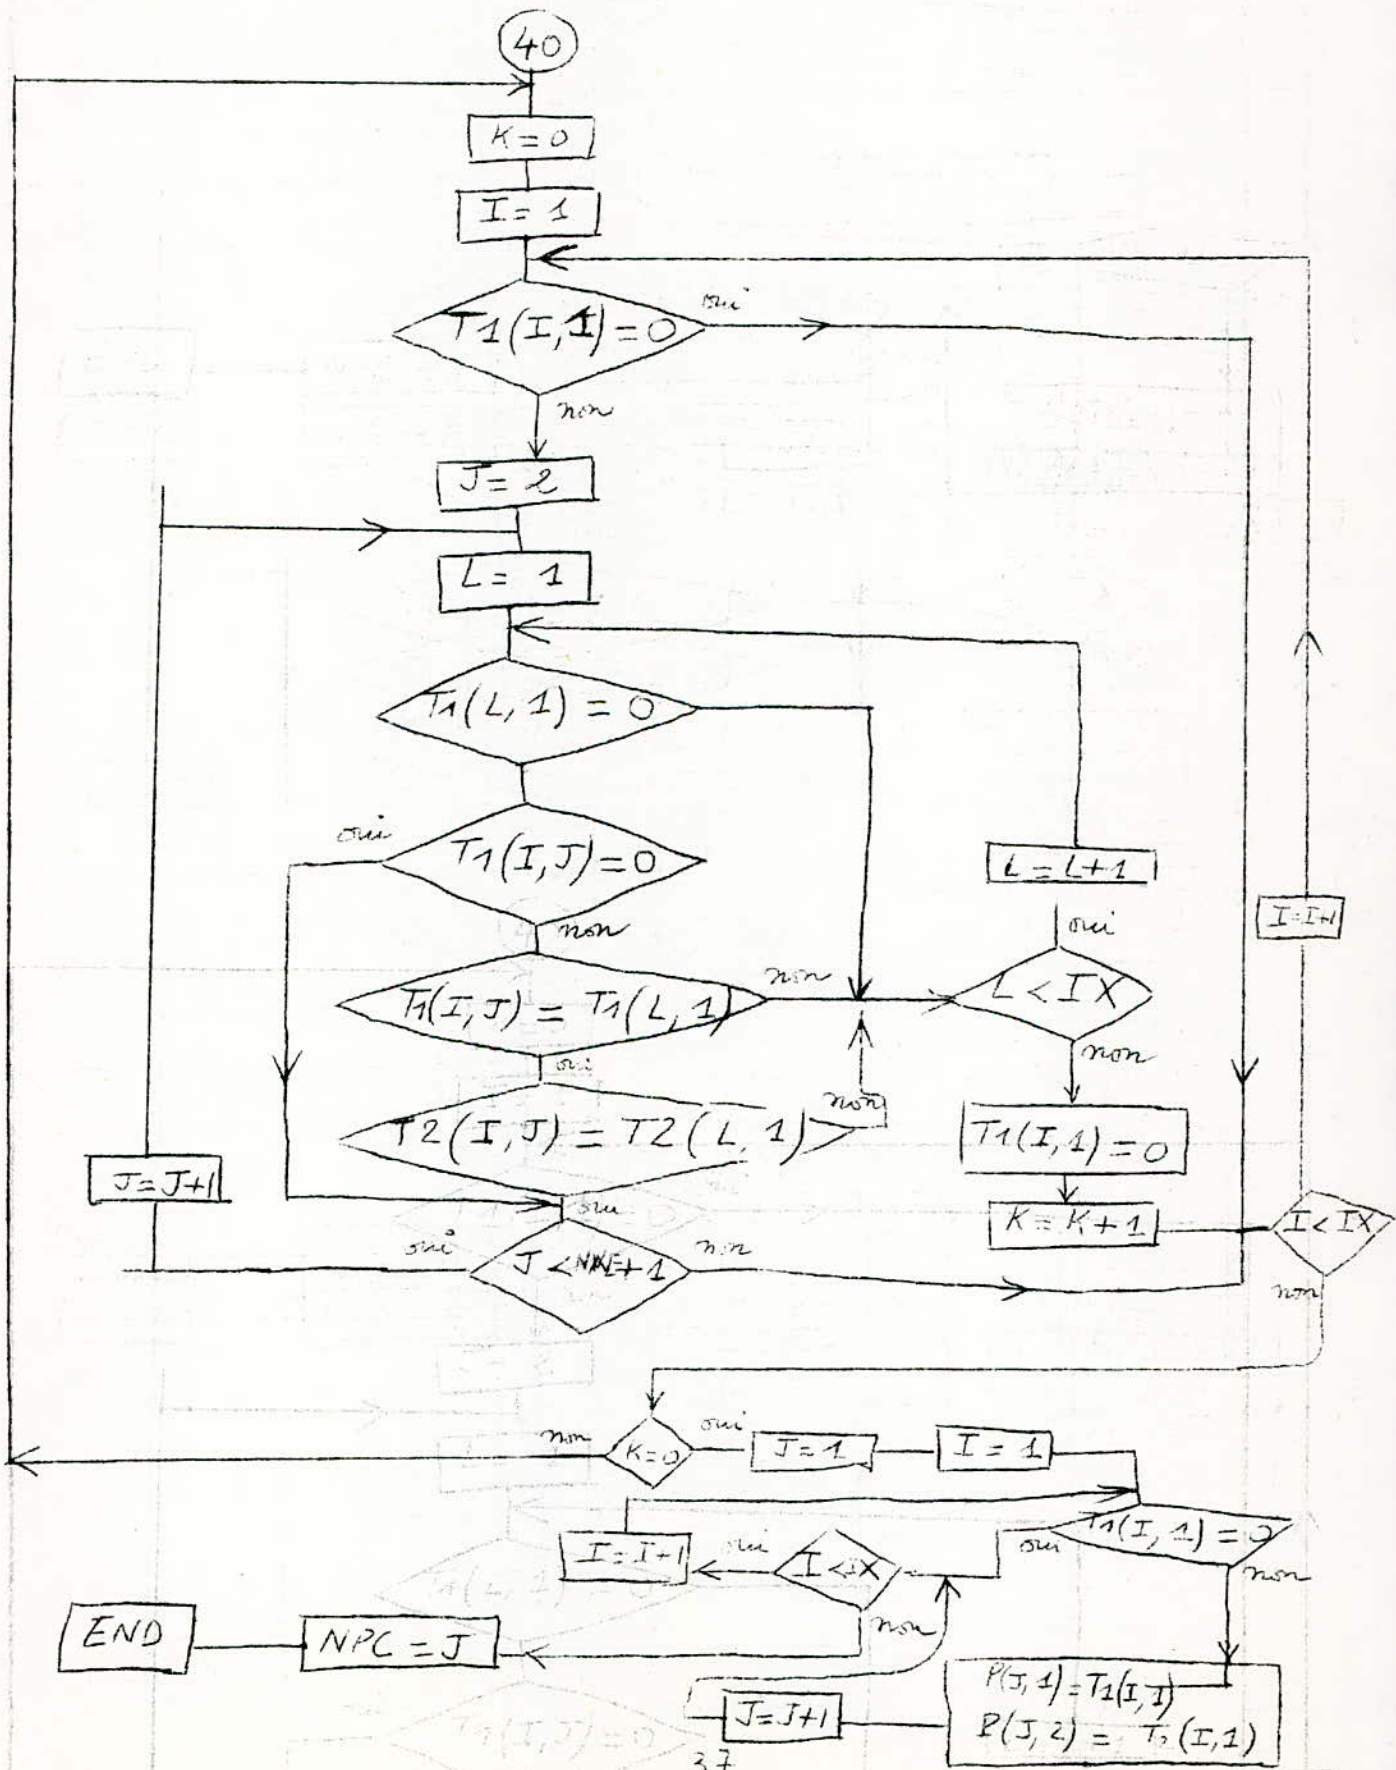 40
K = 0
I = 1
T1(I,1) = 0
oui
non
J = 2
L = 1
T1(L,1) = 0
oui
T1(I,J) = 0
L = L+1
non
oui
I = I+1
T1(I,J) = T1(L,1)
non
L < IX
oui
non
T2(I,J) = T2(L,1)
non
T1(I,1) = 0
J = J+1
oui
K = K+1
I < IX
oui
J < NNE+1
non
non
non
K=0
oui
J = 1
I = 1
T1(I,1) = 0
oui
non
I = I+1
oui
I < IX
non
END
NPC = J
J = J+1
P(J,1) = T1(I,1)
P(J,2) = T2(I,1)
37